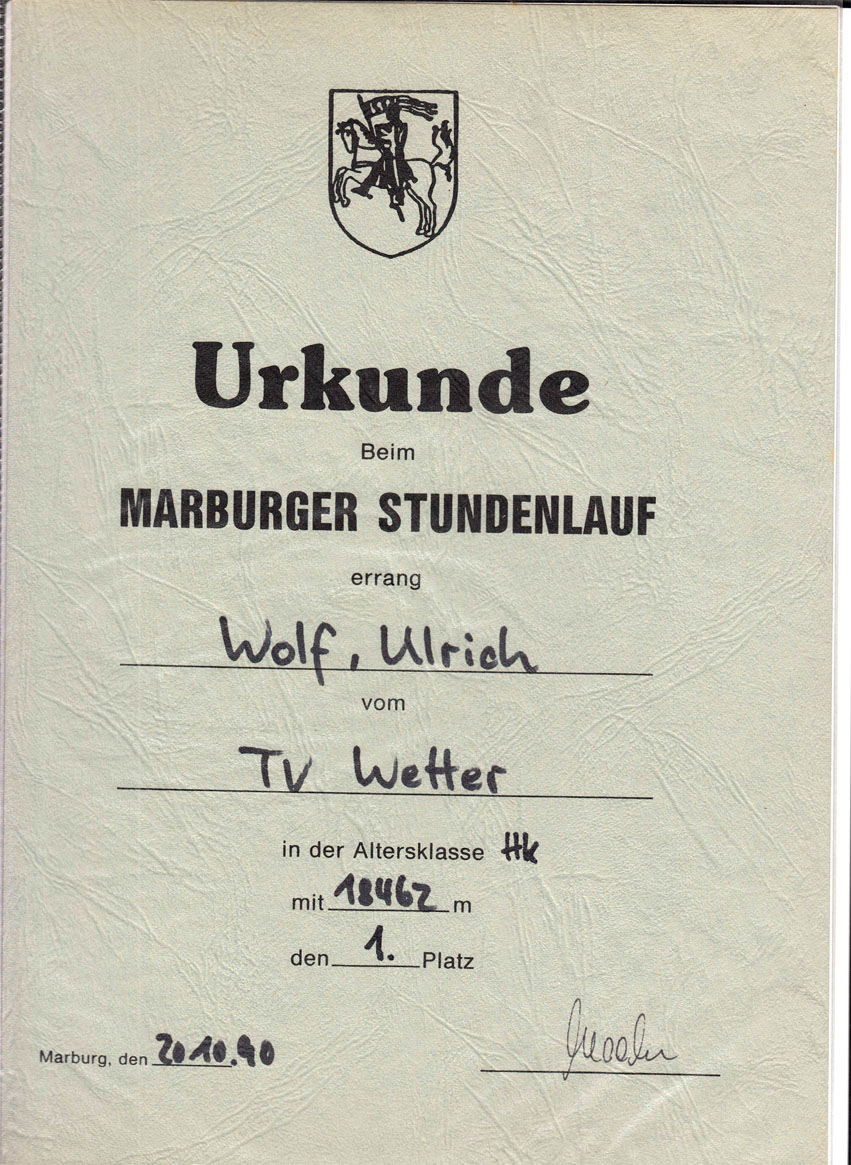 Urkunde
Beim
MARBURGER STUNDENLAUF
errang
Wolf, Ulrich
vom
TV Wetter
in der Altersklasse HK
mit 18462 m
den 1. Platz
Marburg, den 20.10.90